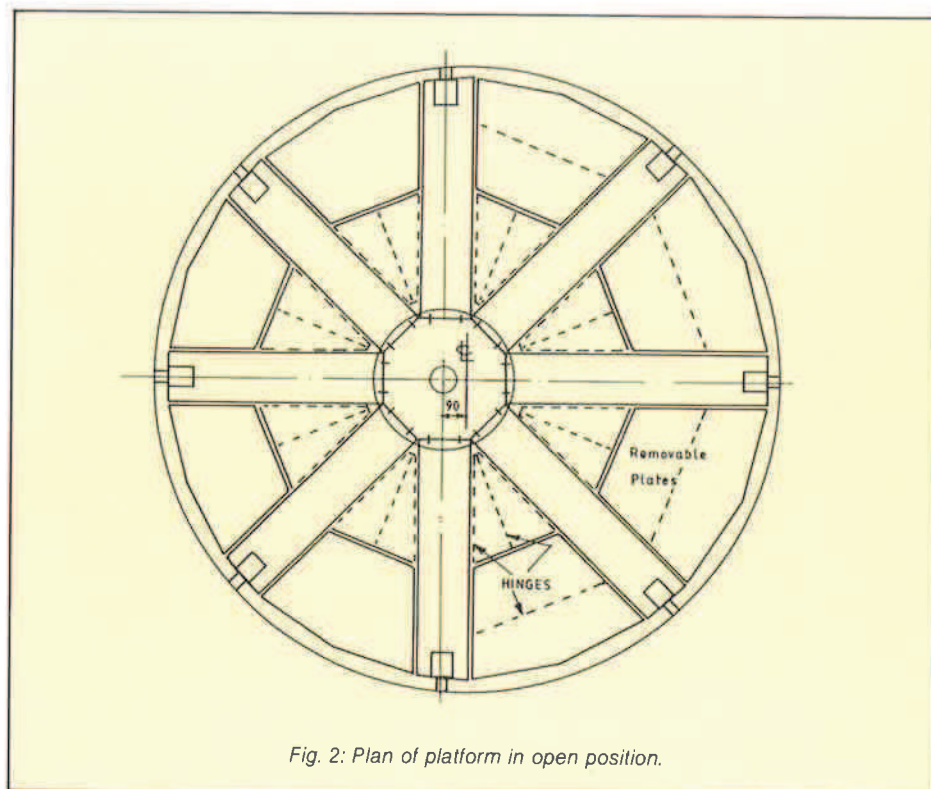 ℄
90
Removable
Plates
HINGES
Fig. 2: Plan of platform in open position.